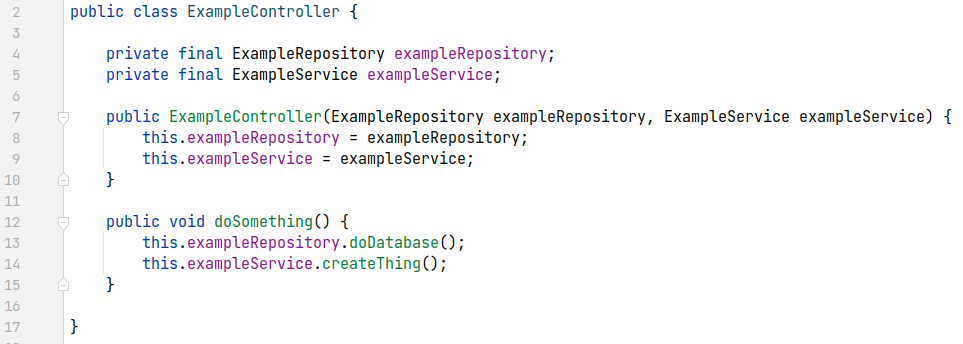 2 public class ExampleController {
3
4 private final ExampleRepository exampleRepository;
5 private final ExampleService exampleService;
6
7 public ExampleController(ExampleRepository exampleRepository, ExampleService exampleService) {
8 this.exampleRepository = exampleRepository;
9 this.exampleService = exampleService;
10 }
11
12 public void doSomething() {
13 this.exampleRepository.doDatabase();
14 this.exampleService.createThing();
15 }
16
17 }